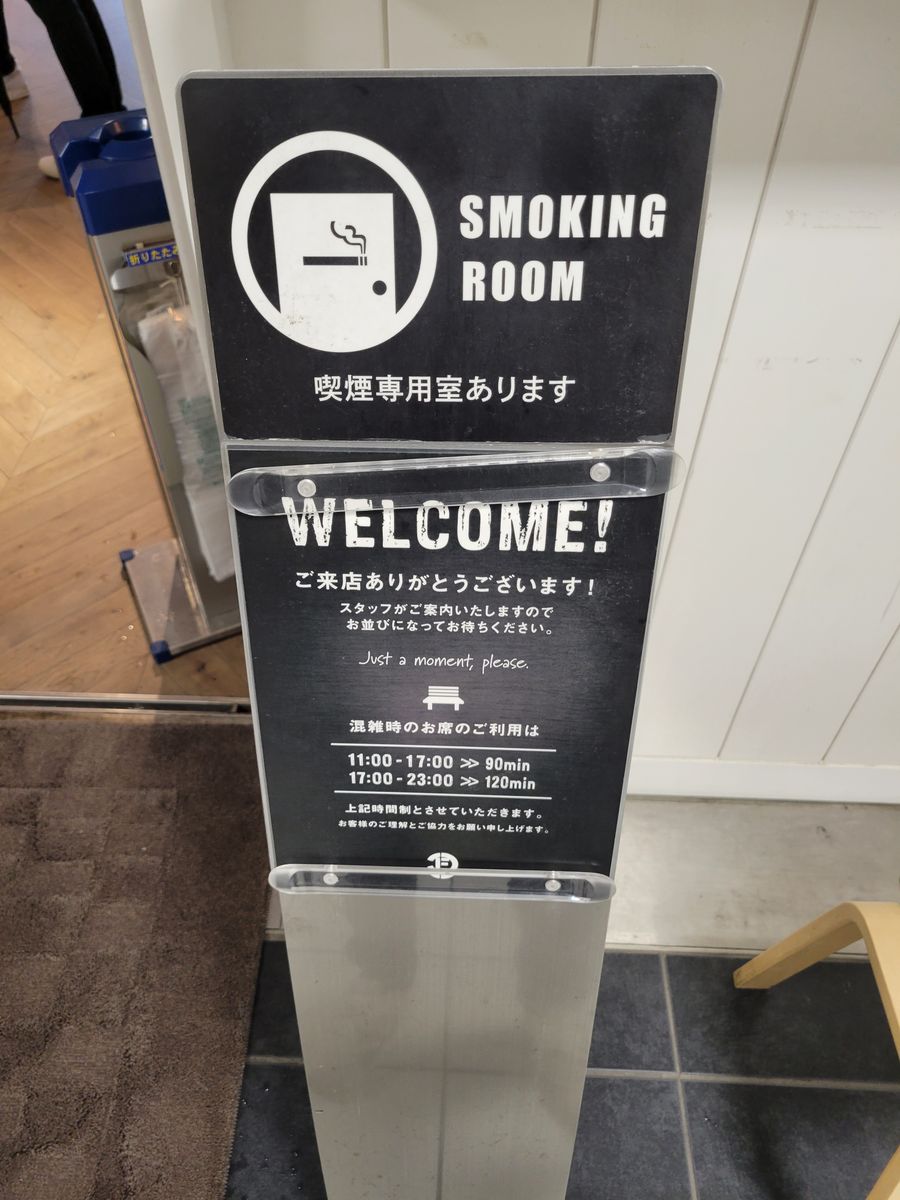 SMOKING
ROOM
喫煙専用室あります
折りたた
WELCOME!
ご来店ありがとうございます!
スタッフがご案内いたしますので
お並びになってお待ちください。
Just a moment, please.
混雑時のお席のご利用は
11:00-17:00 >> 90min
17:00-23:00 >> 120min
上記時間制とさせていただきます。
お客様のご理解とご協力をお願い申し上げます。